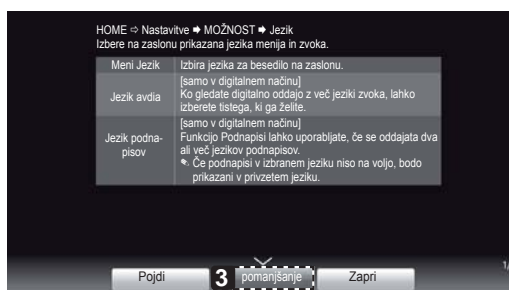 HOME ⇨ Nastavitve ➡ MOŽNOST ➡ Jezik
Izbere na zaslonu prikazana jezika menija in zvoka.
Meni Jezik
Izbira jezika za besedilo na zaslonu.
Jezik avdia
[samo v digitalnem načinu]
Ko gledate digitalno oddajo z več jeziki zvoka, lahko
izberete tistega, ki ga želite.
Jezik podna-
pisov
[samo v digitalnem načinu]
Funkcijo Podnapisi lahko uporabljate, če se oddajata dva
ali več jezikov podnapisov.
Če podnapisi v izbranem jeziku niso na voljo, bodo
prikazani v privzetem jeziku.
Pojdi
3
pomanjšanje
Zapri
1/